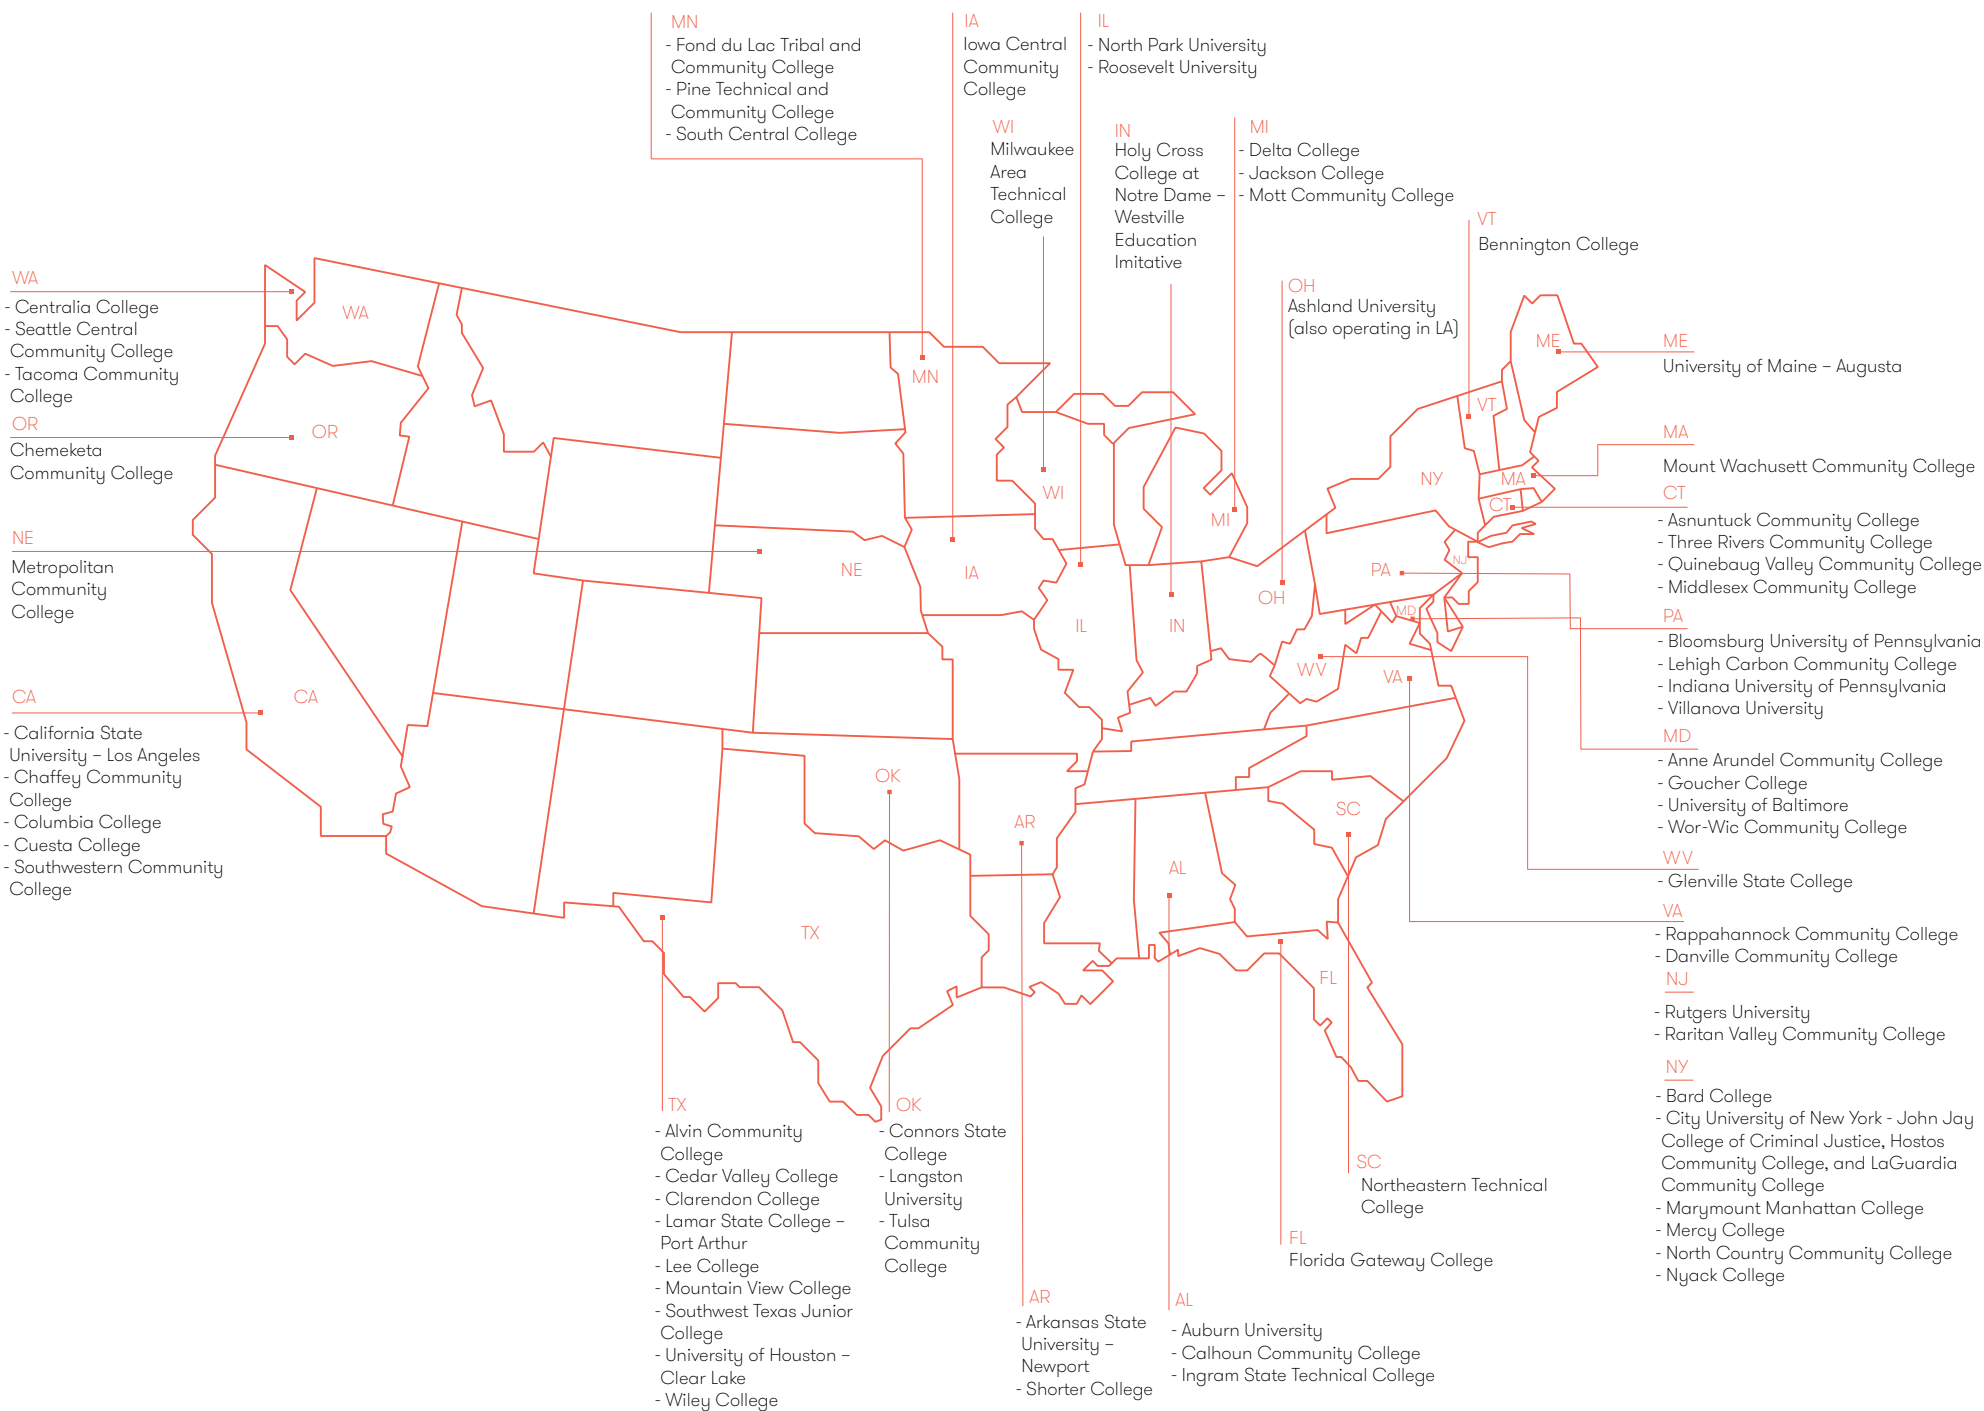 MN
- Fond du Lac Tribal and
Community College
- Pine Technical and
Community College
- South Central College
IA
Iowa Central
Community
College
IL
- North Park University
- Roosevelt University
WI
Milwaukee
Area
Technical
College
IN
Holy Cross
College at
Notre Dame –
Westville
Education
Imitative
MI
- Delta College
- Jackson College
- Mott Community College
VT
Bennington College
OH
Ashland University
(also operating in LA)
WA
- Centralia College
- Seattle Central
Community College
- Tacoma Community
College
OR
Chemeketa
Community College
NE
Metropolitan
Community
College
CA
- California State
University – Los Angeles
- Chaffey Community
College
- Columbia College
- Cuesta College
- Southwestern Community
College
WA
OR
CA
NE
MN
IA
WI
IL
IN
MI
OH
PA
NY
VT
ME
MA
CT
NJ
MD
WV
VA
OK
AR
TX
AL
SC
FL
ME
University of Maine – Augusta
MA
Mount Wachusett Community College
CT
- Asnuntuck Community College
- Three Rivers Community College
- Quinebaug Valley Community College
- Middlesex Community College
PA
- Bloomsburg University of Pennsylvania
- Lehigh Carbon Community College
- Indiana University of Pennsylvania
- Villanova University
MD
- Anne Arundel Community College
- Goucher College
- University of Baltimore
- Wor-Wic Community College
WV
- Glenville State College
VA
- Rappahannock Community College
- Danville Community College
NJ
- Rutgers University
- Raritan Valley Community College
NY
- Bard College
- City University of New York - John Jay
College of Criminal Justice, Hostos
Community College, and LaGuardia
Community College
- Marymount Manhattan College
- Mercy College
- North Country Community College
- Nyack College
TX
- Alvin Community
College
- Cedar Valley College
- Clarendon College
- Lamar State College –
Port Arthur
- Lee College
- Mountain View College
- Southwest Texas Junior
College
- University of Houston –
Clear Lake
- Wiley College
OK
- Connors State
College
- Langston
University
- Tulsa
Community
College
AR
- Arkansas State
University –
Newport
- Shorter College
AL
- Auburn University
- Calhoun Community College
- Ingram State Technical College
FL
Florida Gateway College
SC
Northeastern Technical
College